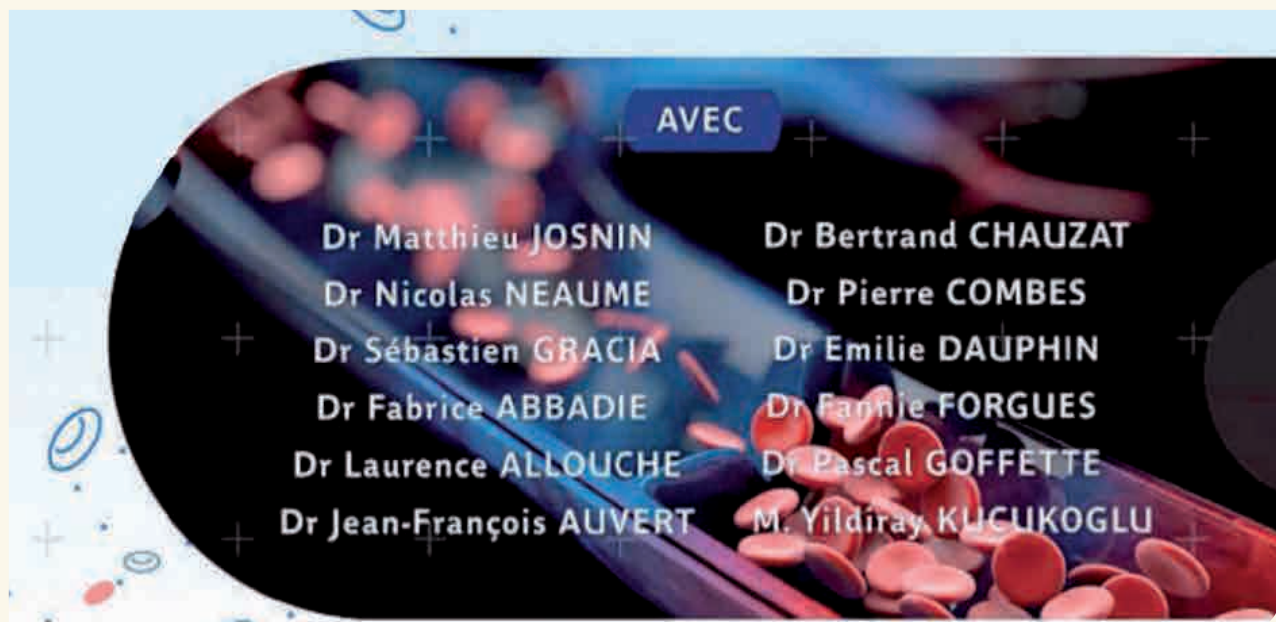 AVEC
Dr Matthieu JOSNIN
Dr Nicolas NEAUME
Dr Sébastien GRACIA
Dr Fabrice ABBADIE
Dr Laurence ALLOUCHE
Dr Jean-François AUVERT
Dr Bertrand CHAUZAT
Dr Pierre COMBES
Dr Emilie DAUPHIN
Dr Fannie FORGUES
Dr Pascal GOFFETTE
M. Yildiray KUCUKOGLU